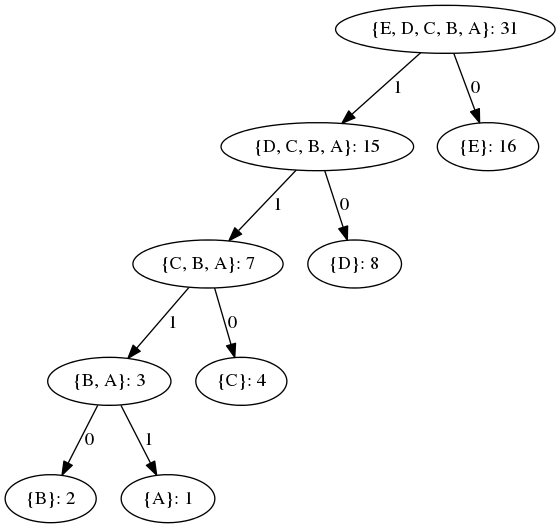 {E, D, C, B, A}: 31
1
0
{D, C, B, A}: 15
{E}: 16
1
0
{C, B, A}: 7
{D}: 8
1
0
{B, A}: 3
{C}: 4
0
1
{B}: 2
{A}: 1